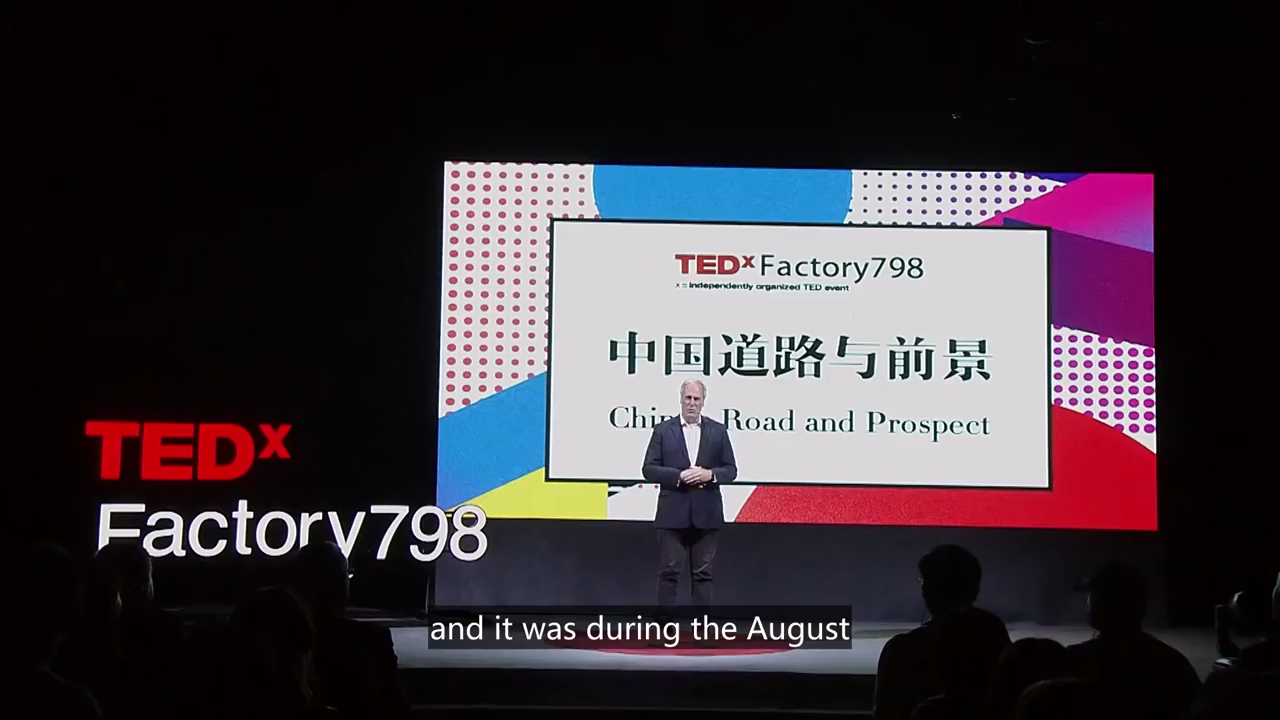 TEDx Factory798
x = independently organized TED event
中国道路与前景
Road and Prospect
TEDx
Factory798
and it was during the August